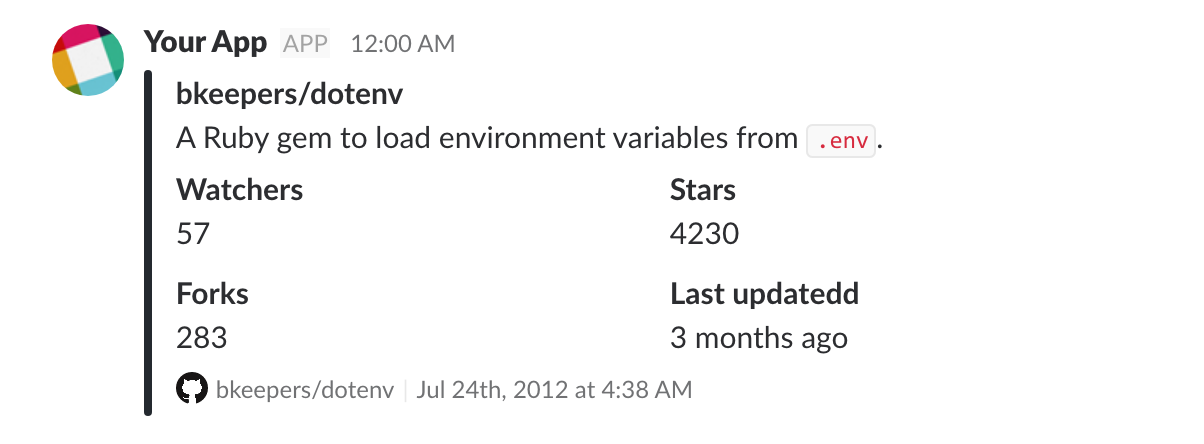 Your App APP 12:00 AM
bkeepers/dotenv
A Ruby gem to load environment variables from .env.
Watchers Stars
57 4230
Forks Last updatedd
283 3 months ago
bkeepers/dotenv | Jul 24th, 2012 at 4:38 AM